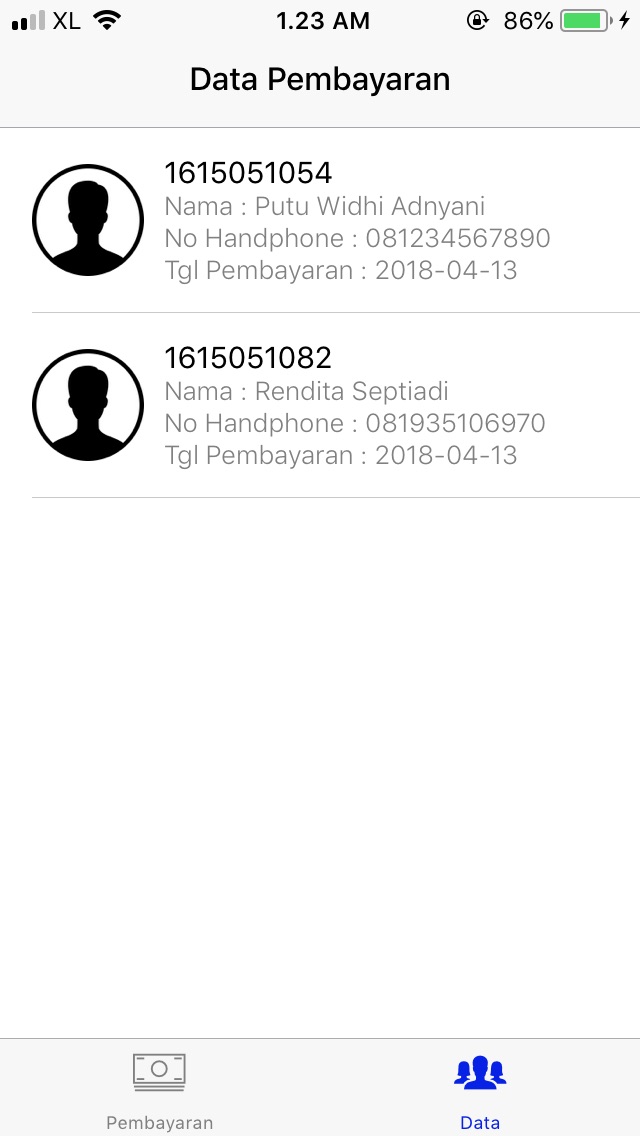 XL 1.23 AM 86%
Data Pembayaran
1615051054
Nama : Putu Widhi Adnyani
No Handphone : 081234567890
Tgl Pembayaran : 2018-04-13
1615051082
Nama : Rendita Septiadi
No Handphone : 081935106970
Tgl Pembayaran : 2018-04-13
Pembayaran Data